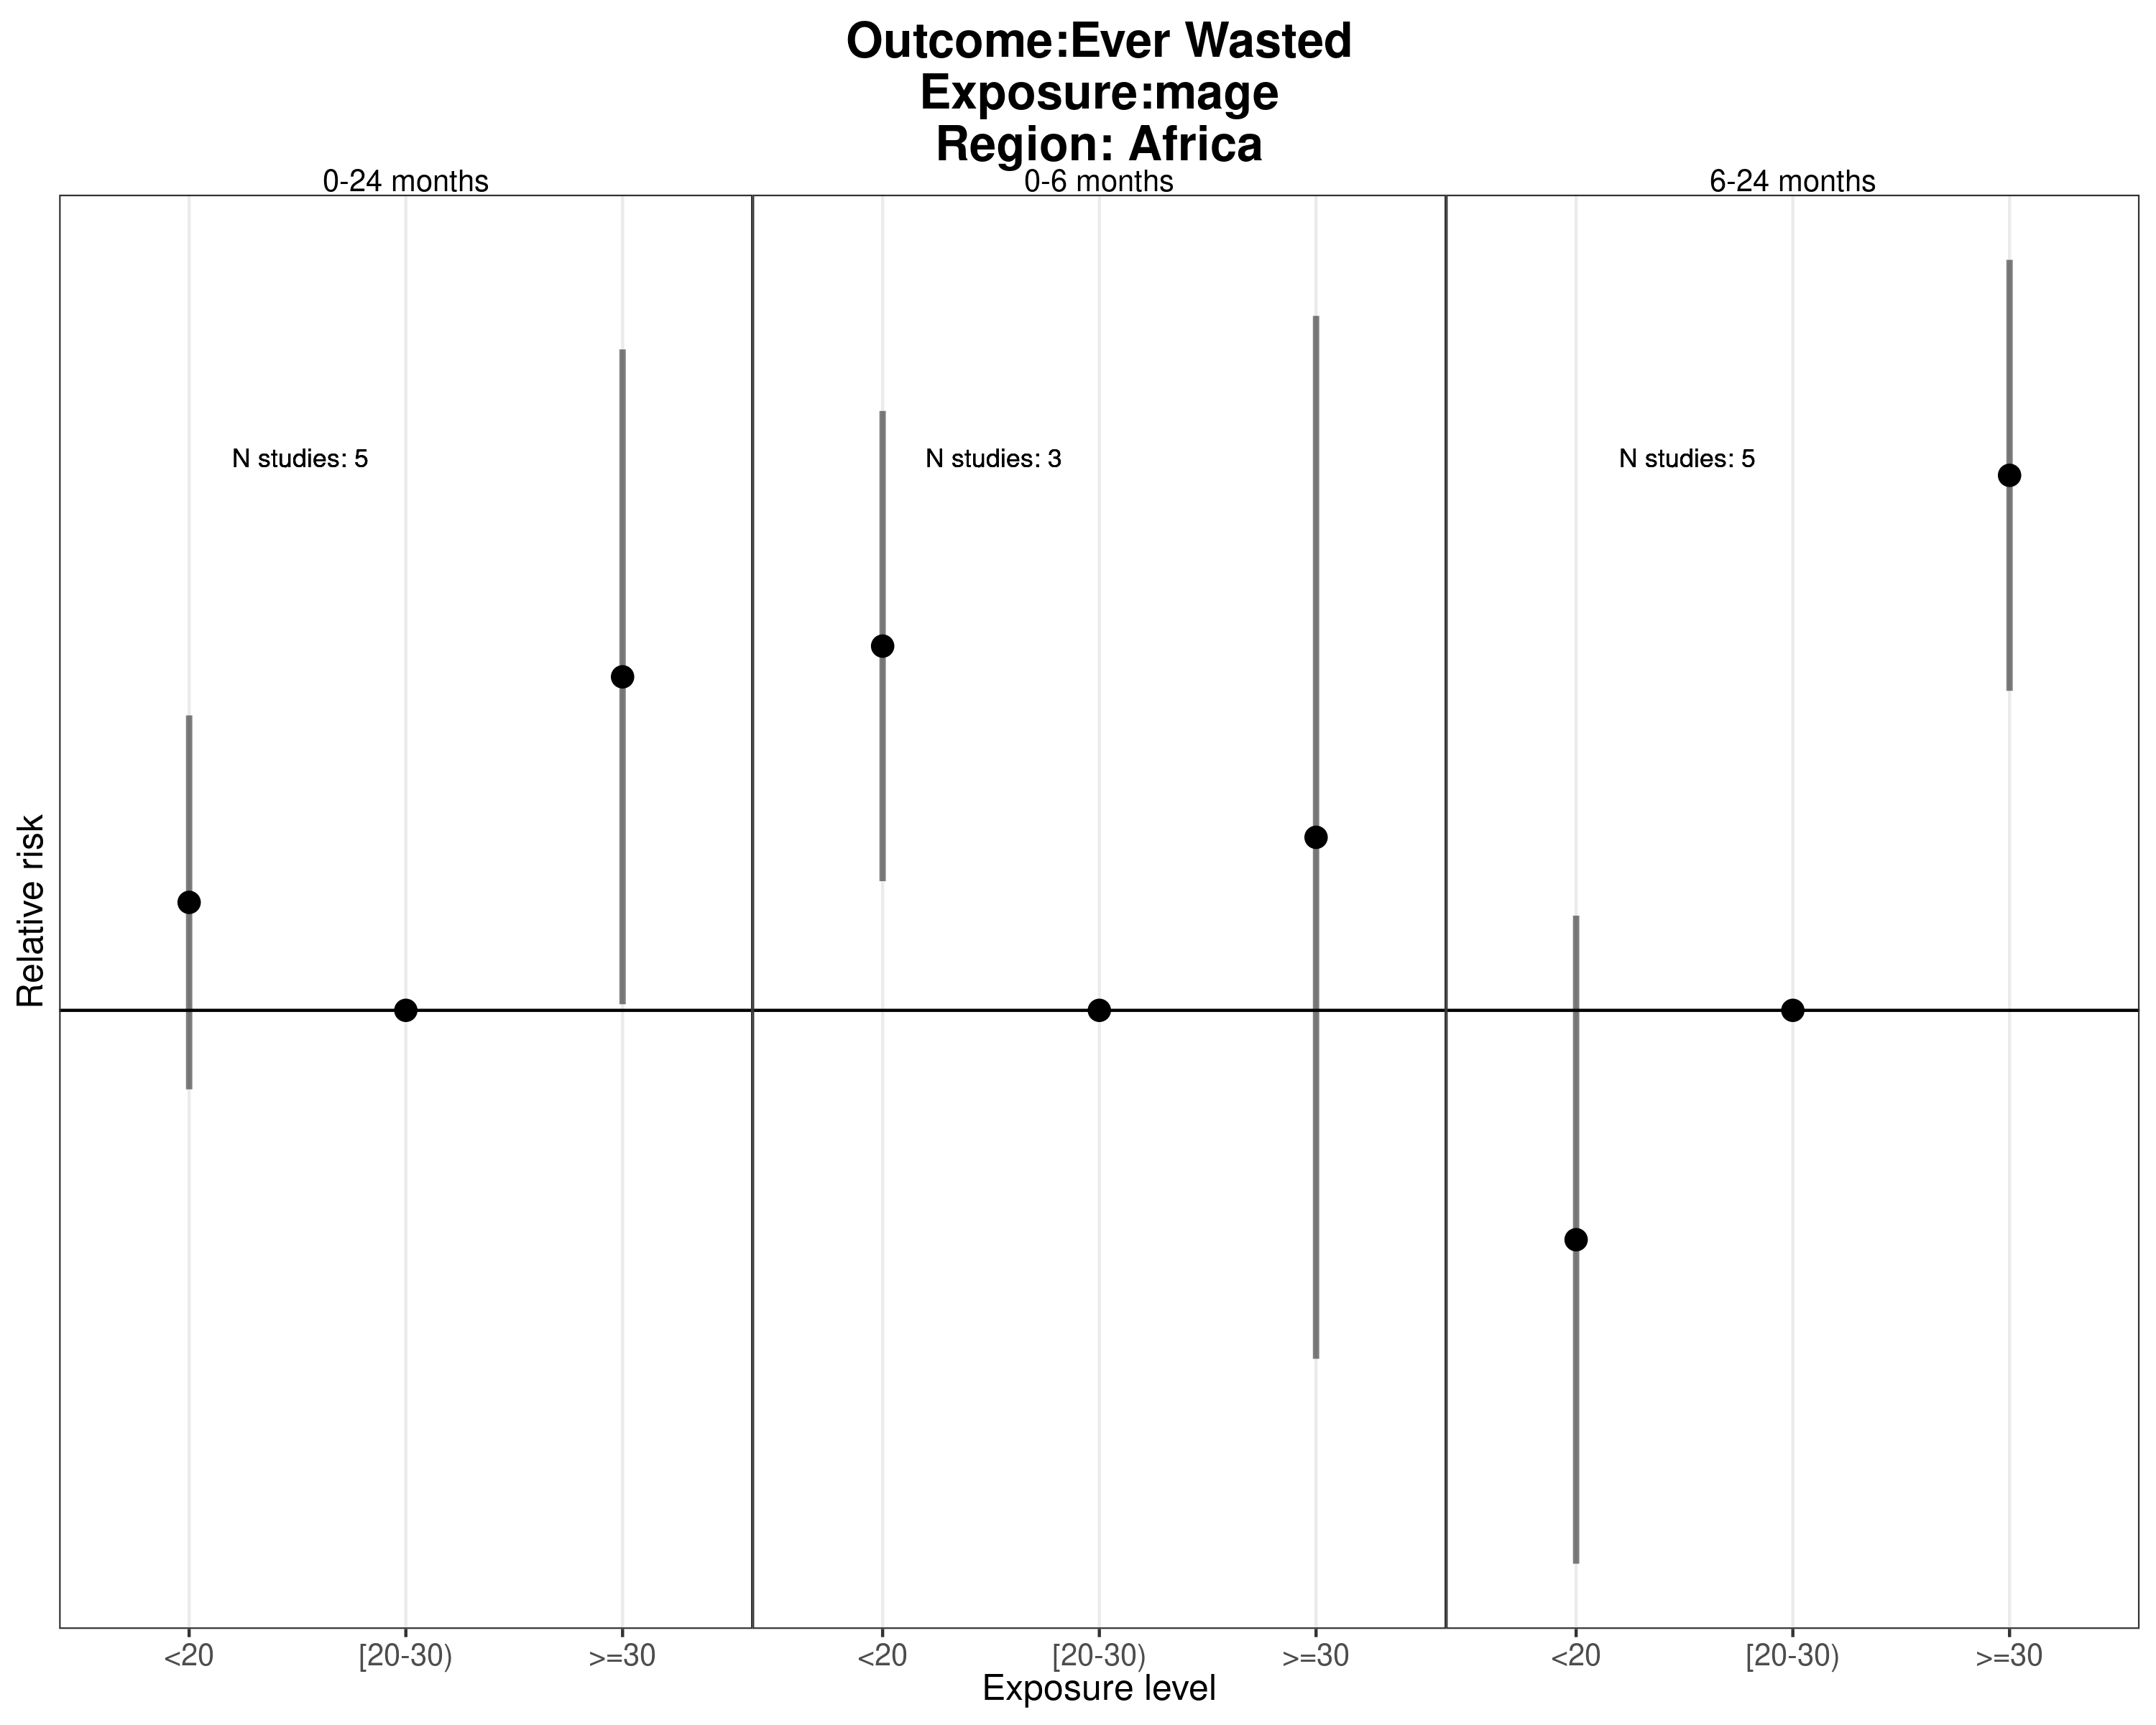 Outcome:Ever Wasted
Exposure:mage
Region: Africa
0-24 months
0-6 months
6-24 months
N studies: 5
N studies: 3
N studies: 5
Relative risk
<20
[20-30)
>=30
<20
[20-30)
>=30
<20
[20-30)
>=30
Exposure level